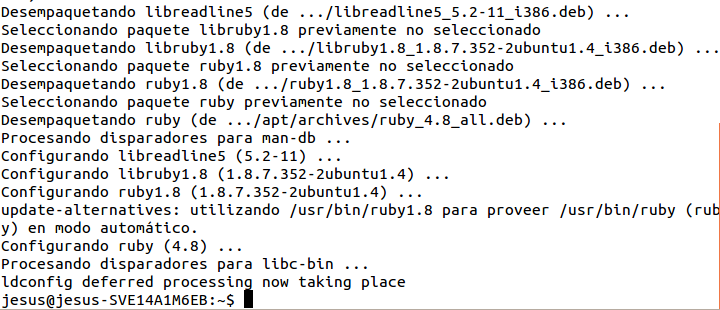 Desempaquetando libreadline5 (de .../libreadline5_5.2-11_i386.deb) ...
Seleccionando paquete libruby1.8 previamente no seleccionado
Desempaquetando libruby1.8 (de .../libruby1.8_1.8.7.352-2ubuntu1.4_i386.deb) ...
Seleccionando paquete ruby1.8 previamente no seleccionado
Desempaquetando ruby1.8 (de .../ruby1.8_1.8.7.352-2ubuntu1.4_i386.deb) ...
Seleccionando paquete ruby previamente no seleccionado
Desempaquetando ruby (de .../apt/archives/ruby_4.8_all.deb) ...
Procesando disparadores para man-db ...
Configurando libreadline5 (5.2-11) ...
Configurando libruby1.8 (1.8.7.352-2ubuntu1.4) ...
Configurando ruby1.8 (1.8.7.352-2ubuntu1.4) ...
update-alternatives: utilizando /usr/bin/ruby1.8 para proveer /usr/bin/ruby (rub
y) en modo automático.
Configurando ruby (4.8) ...
Procesando disparadores para libc-bin ...
ldconfig deferred processing now taking place
jesus@jesus-SVE14A1M6EB:~$